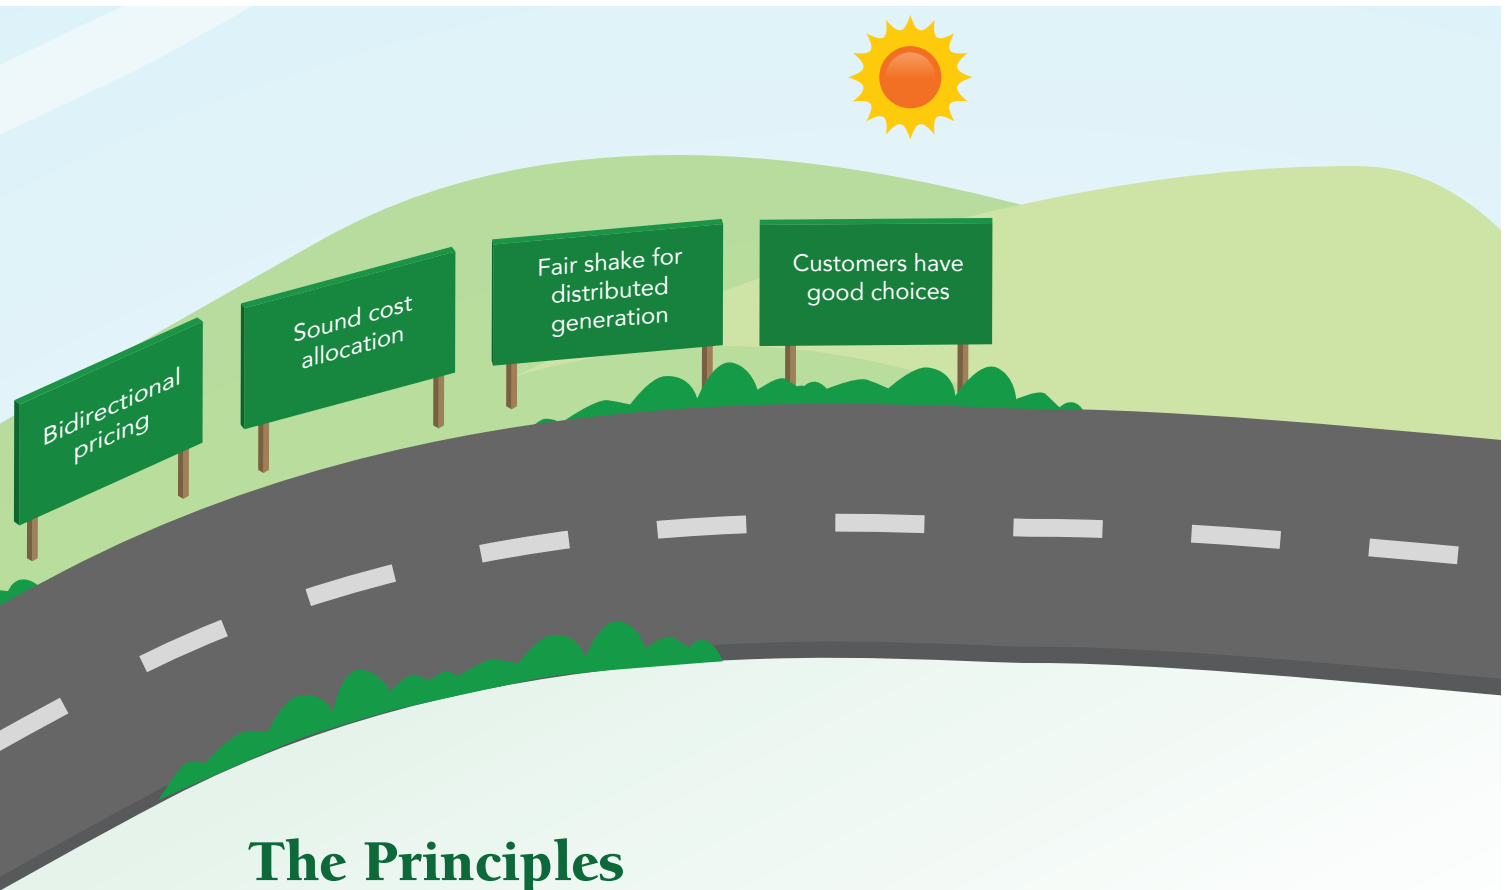 Bidirectional
pricing
Sound cost
allocation
Fair shake for
distributed
generation
Customers have
good choices
The Principles